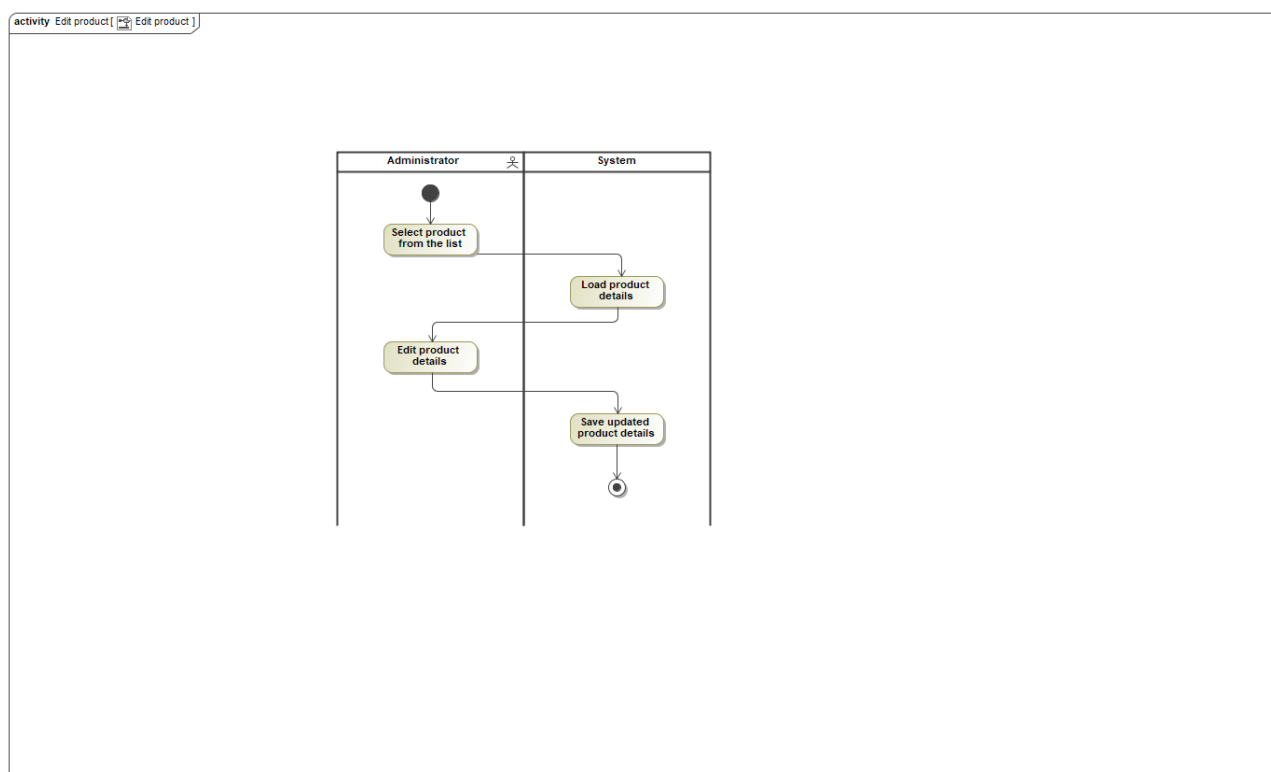 activity Edit product [ Edit product ]
Administrator
System
Select product
from the list
Load product
details
Edit product
details
Save updated
product details